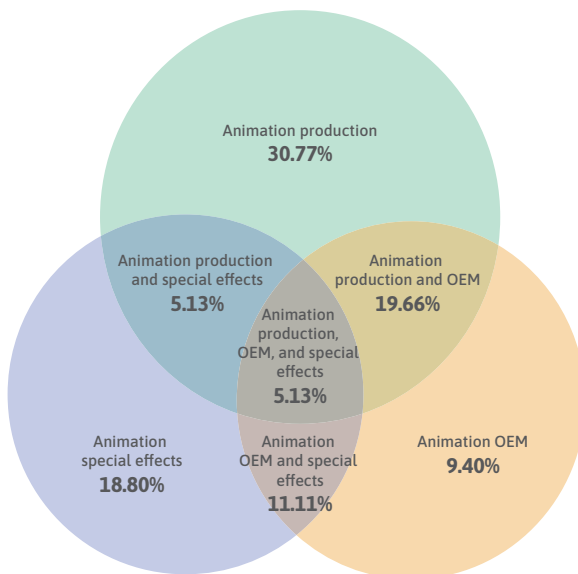 Animation production
30.77%
Animation production
and special effects
5.13%
Animation
production and OEM
19.66%
Animation
production,
OEM, and special
effects
5.13%
Animation
special effects
18.80%
Animation
OEM and special
effects
11.11%
Animation OEM
9.40%